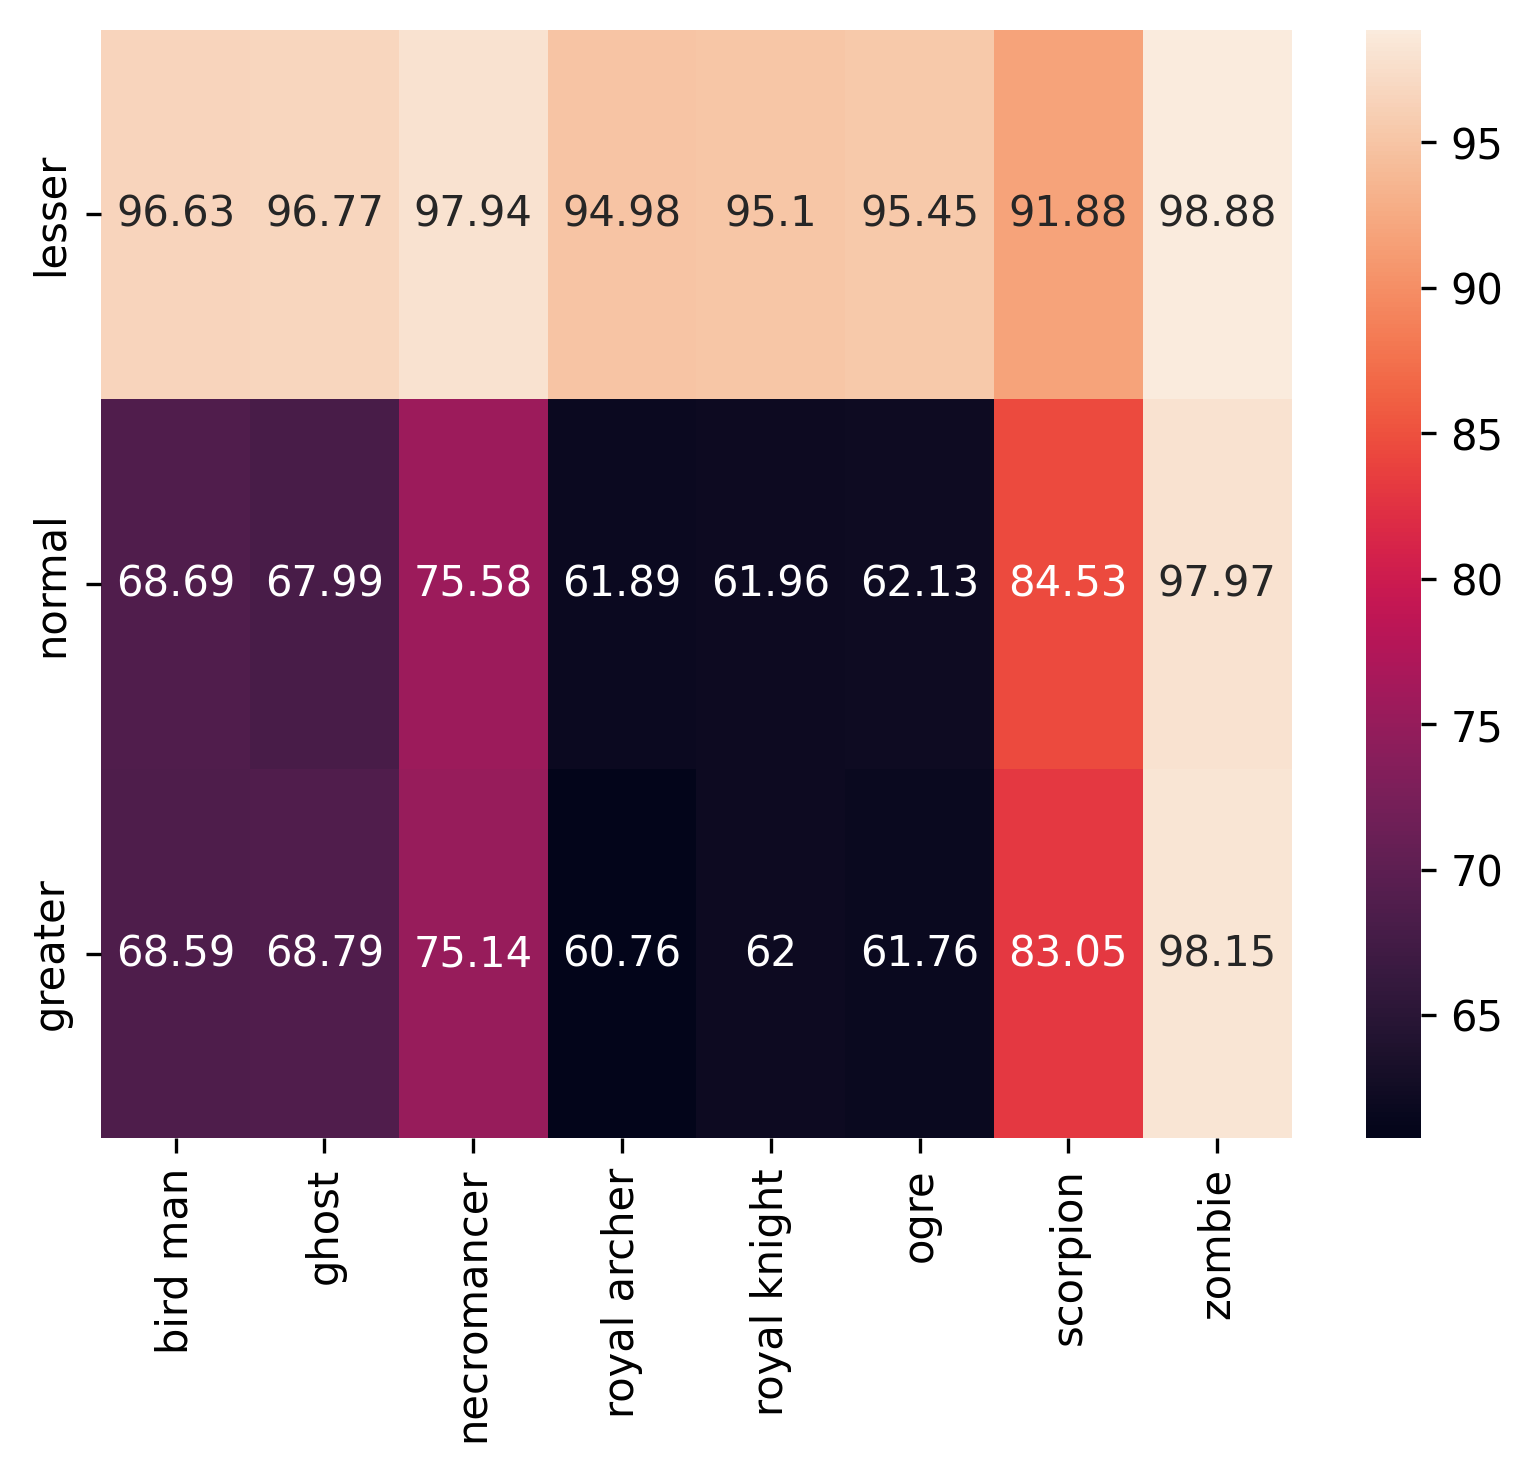 lesser 96.63 96.77 97.94 94.98 95.1 95.45 91.88 98.88
normal 68.69 67.99 75.58 61.89 61.96 62.13 84.53 97.97
greater 68.59 68.79 75.14 60.76 62 61.76 83.05 98.15
bird man
ghost
necromancer
royal archer
royal knight
ogre
scorpion
zombie
95
90
85
80
75
70
65